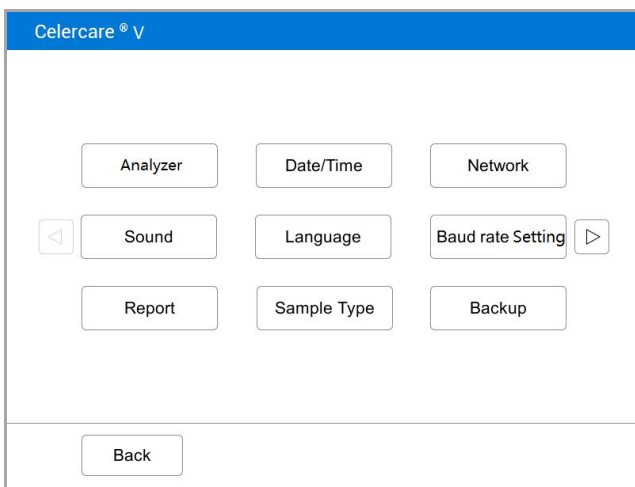 Celercare ® V
Analyzer Date/Time Network
Sound Language Baud rate Setting
Report Sample Type Backup
Back